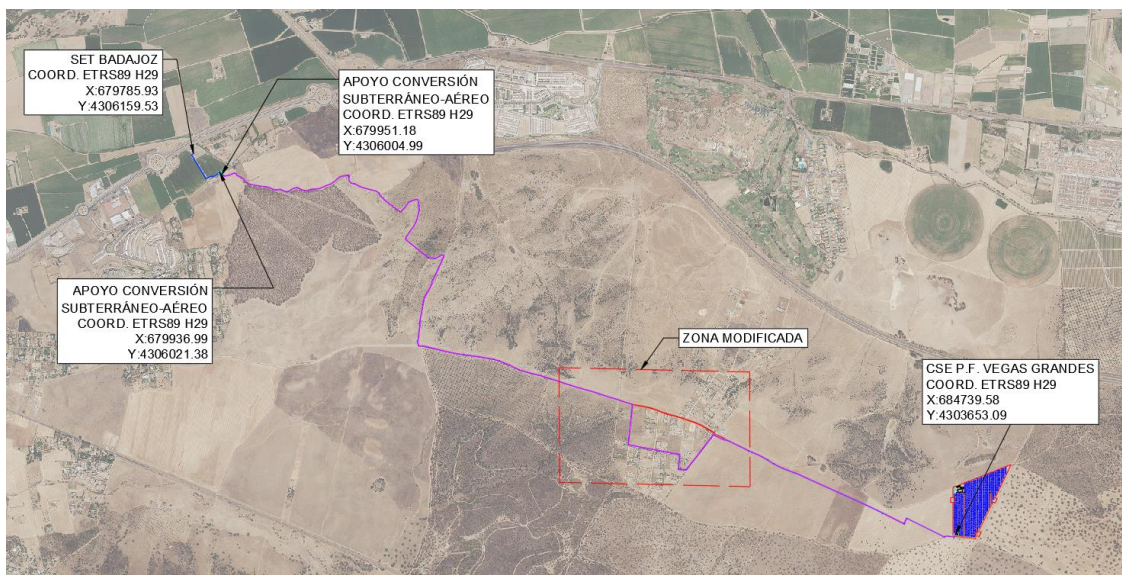 SET BADAJOZ
COORD. ETRS89 H29
X:679785.93
Y:4306159.53
APOYO CONVERSIÓN
SUBTERRÁNEO-AÉREO
COORD. ETRS89 H29
X:679951.18
Y:4306004.99
APOYO CONVERSIÓN
SUBTERRÁNEO-AÉREO
COORD. ETRS89 H29
X:679936.99
Y:4306021.38
ZONA MODIFICADA
CSE P.F. VEGAS GRANDES
COORD. ETRS89 H29
X:684739.58
Y:4303653.09